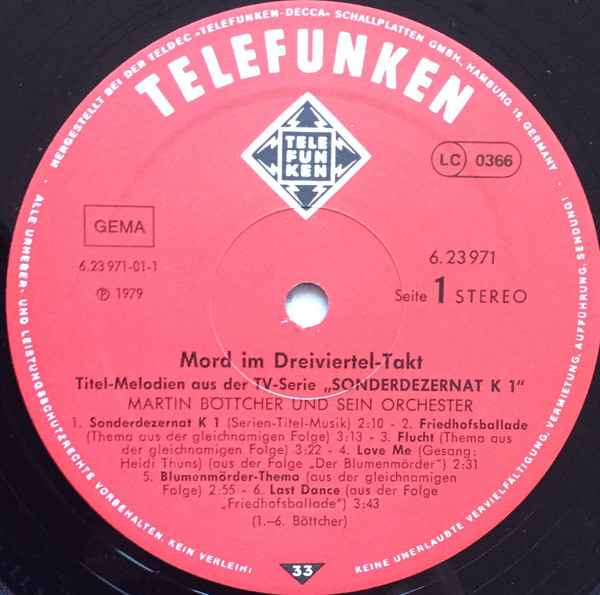 HERGESTELLT BEI DER TELDEC »TELEFUNKEN-DECCA« SCHALLPLATTEN GMBH, HAMBURG 19, GERMANY
TELEFUNKEN
TELE
FUN
KEN
LC 0366
GEMA
6.23 971-01-1
℗ 1979
6.23971
Seite 1 STEREO
Mord im Dreiviertel-Takt
Titel-Melodien aus der TV-Serie „SONDERDEZERNAT K 1"
MARTIN BÖTTCHER UND SEIN ORCHESTER
1. Sonderdezernat K 1 (Serien-Titel-Musik) 2:10 - 2. Friedhofsballade
(Thema aus der gleichnamigen Folge) 3:13 - 3. Flucht (Thema aus
der gleichnamigen Folge) 3:22 - 4. Love Me (Gesang:
Heidi Thuns) (aus der Folge „Der Blumenmörder") 2:31
5. Blumenmörder-Thema (aus der gleichnamigen
Folge) 2:55 - 6. Last Dance (aus der Folge
„Friedhofsballade") 3:43
(1.–6. Böttcher)
33
ALLE URHEBER- UND LEISTUNGSSCHUTZRECHTE VORBEHALTEN. KEIN VERLEIH!
KEINE UNERLAUBTE VERVIELFÄLTIGUNG, VERMIETUNG, AUFFÜHRUNG, SENDUNG!